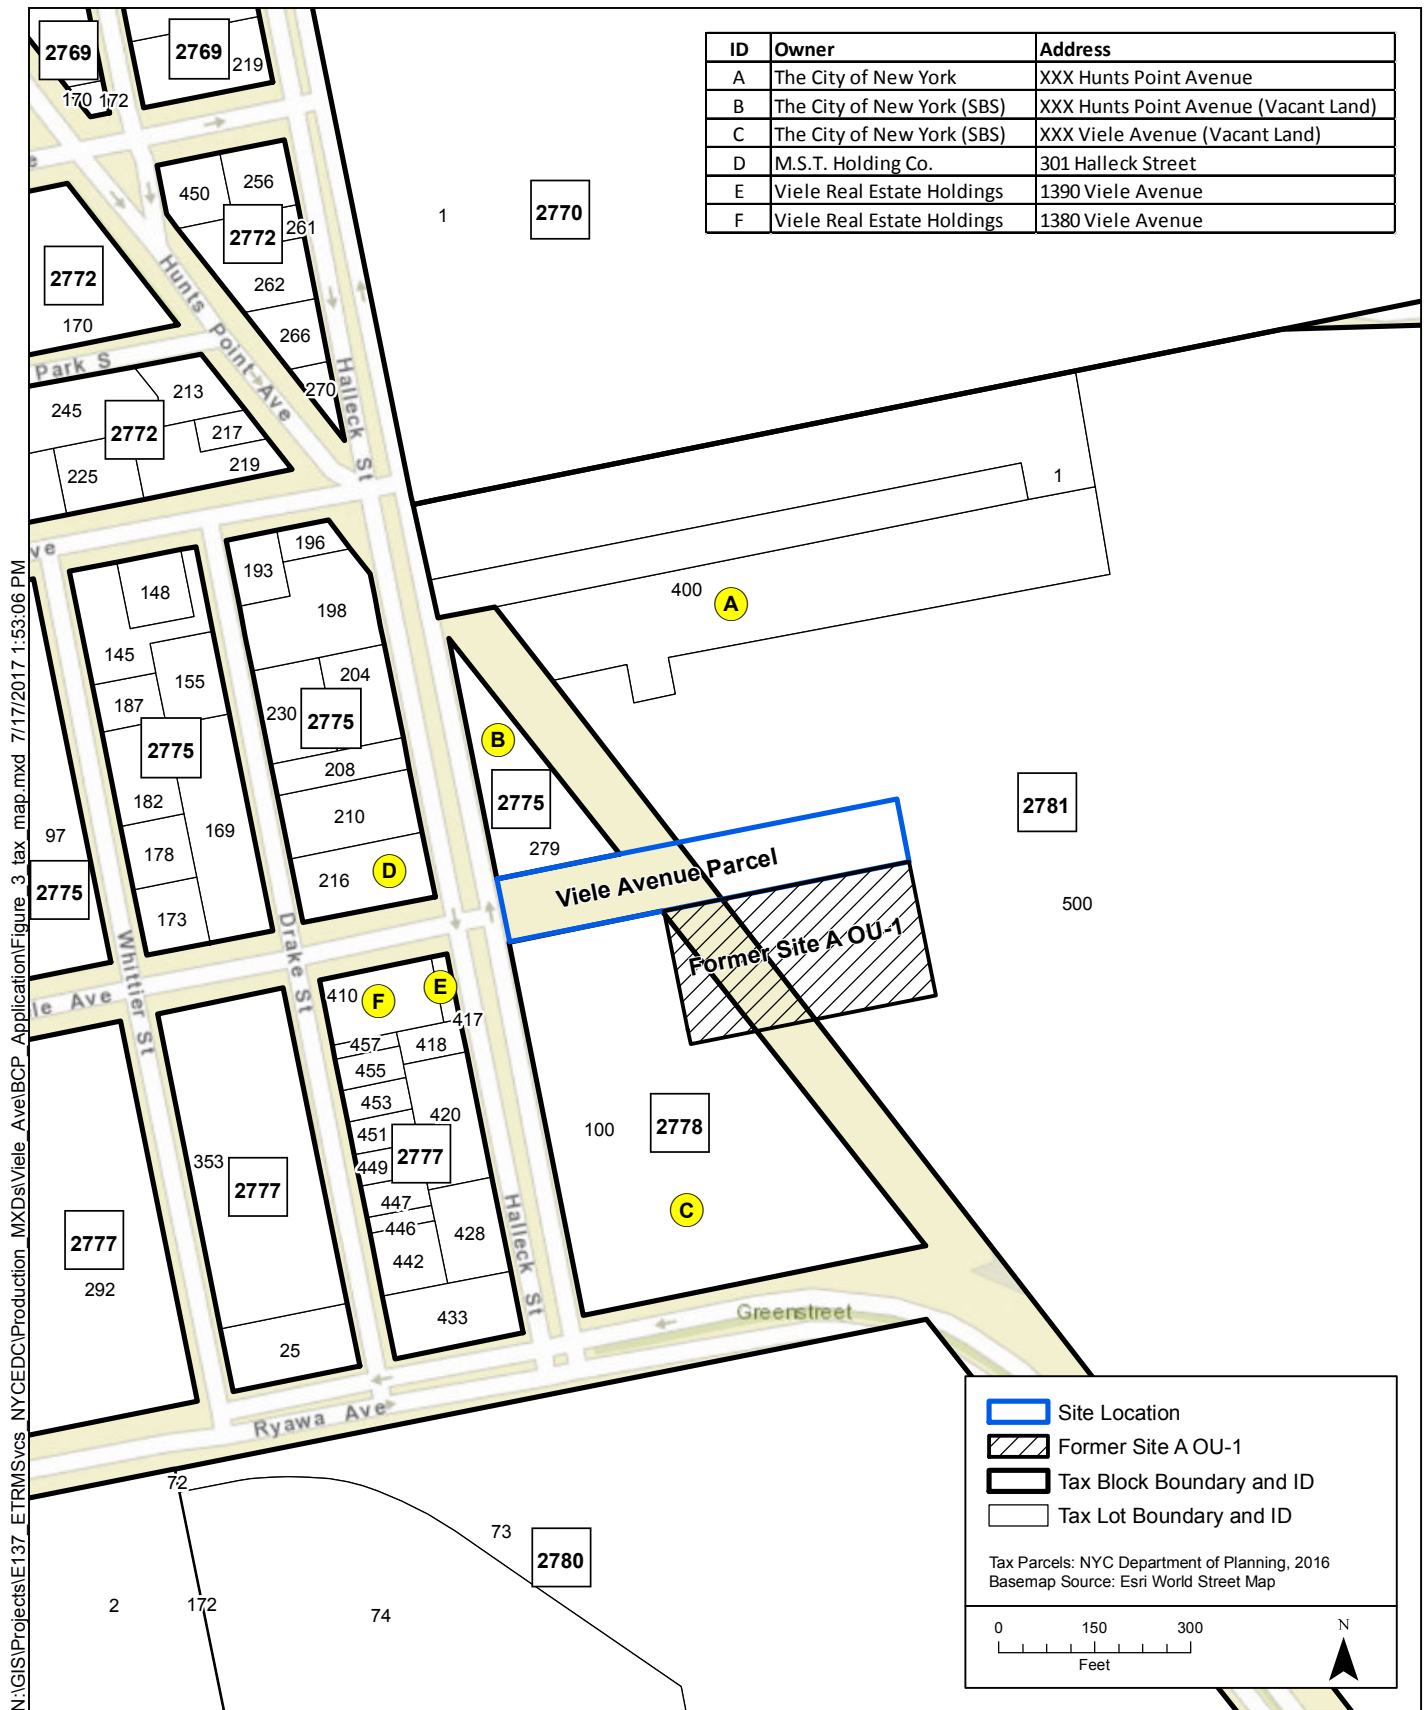 ID Owner Address
A The City of New York XXX Hunts Point Avenue
B The City of New York (SBS) XXX Hunts Point Avenue (Vacant Land)
C The City of New York (SBS) XXX Viele Avenue (Vacant Land)
D M.S.T. Holding Co. 301 Halleck Street
E Viele Real Estate Holdings 1390 Viele Avenue
F Viele Real Estate Holdings 1380 Viele Avenue
2769
2769
219
170
172
e
450
256
2772
261
262
266
270
1
2770
2772
170
Hunts Point Ave
Halleck St
Park S
245
213
2772
217
225
219
1
400
A
ve
148
145
155
187
2775
182
178
169
173
97
2775
193
196
198
204
230
2775
208
210
216
D
B
2775
279
2781
500
Viele Avenue Parcel
Former Site A OU-1
le Ave
Whittier St
Drake St
410
F
E
417
457
418
455
453
420
451
2777
449
447
446
428
442
433
Halleck St
353
2777
25
2777
292
100
2778
C
Greenstreet
Ryawa Ave
72
73
2780
2
172
74
Site Location
Former Site A OU-1
Tax Block Boundary and ID
Tax Lot Boundary and ID
Tax Parcels: NYC Department of Planning, 2016
Basemap Source: Esri World Street Map
0 150 300
Feet
N
N:\GIS\Projects\E137_ETRMSvcs_NYCEDC\Production_MXDs\Viele_Ave\BCP_Application\Figure_3_tax_map.mxd 7/17/2017 1:53:06 PM